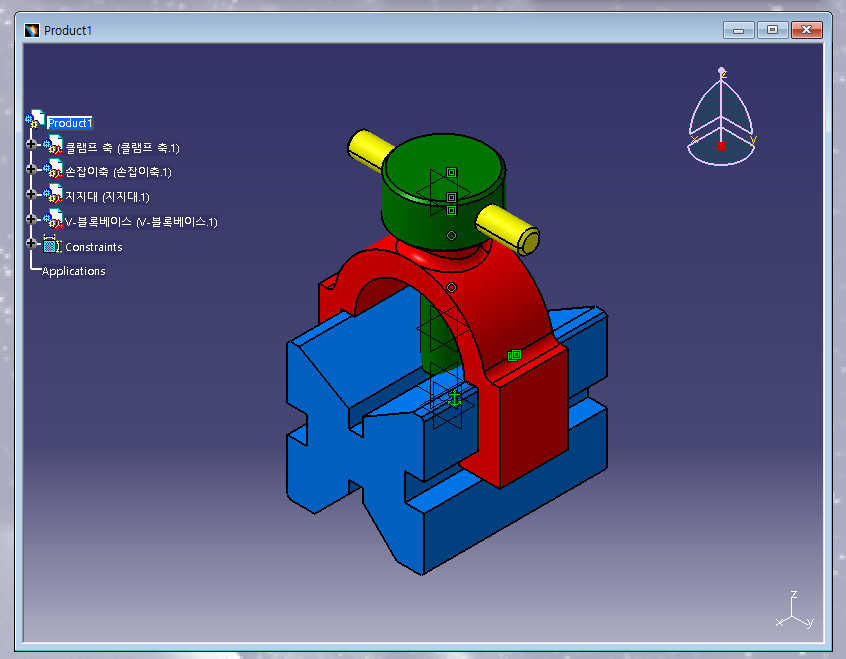 Product1
Product1
클램프 축 (클램프 축.1)
손잡이축 (손잡이축.1)
지지대 (지지대.1)
V-블록베이스 (V-블록베이스.1)
Constraints
Applications
z
x
y
z
x
y